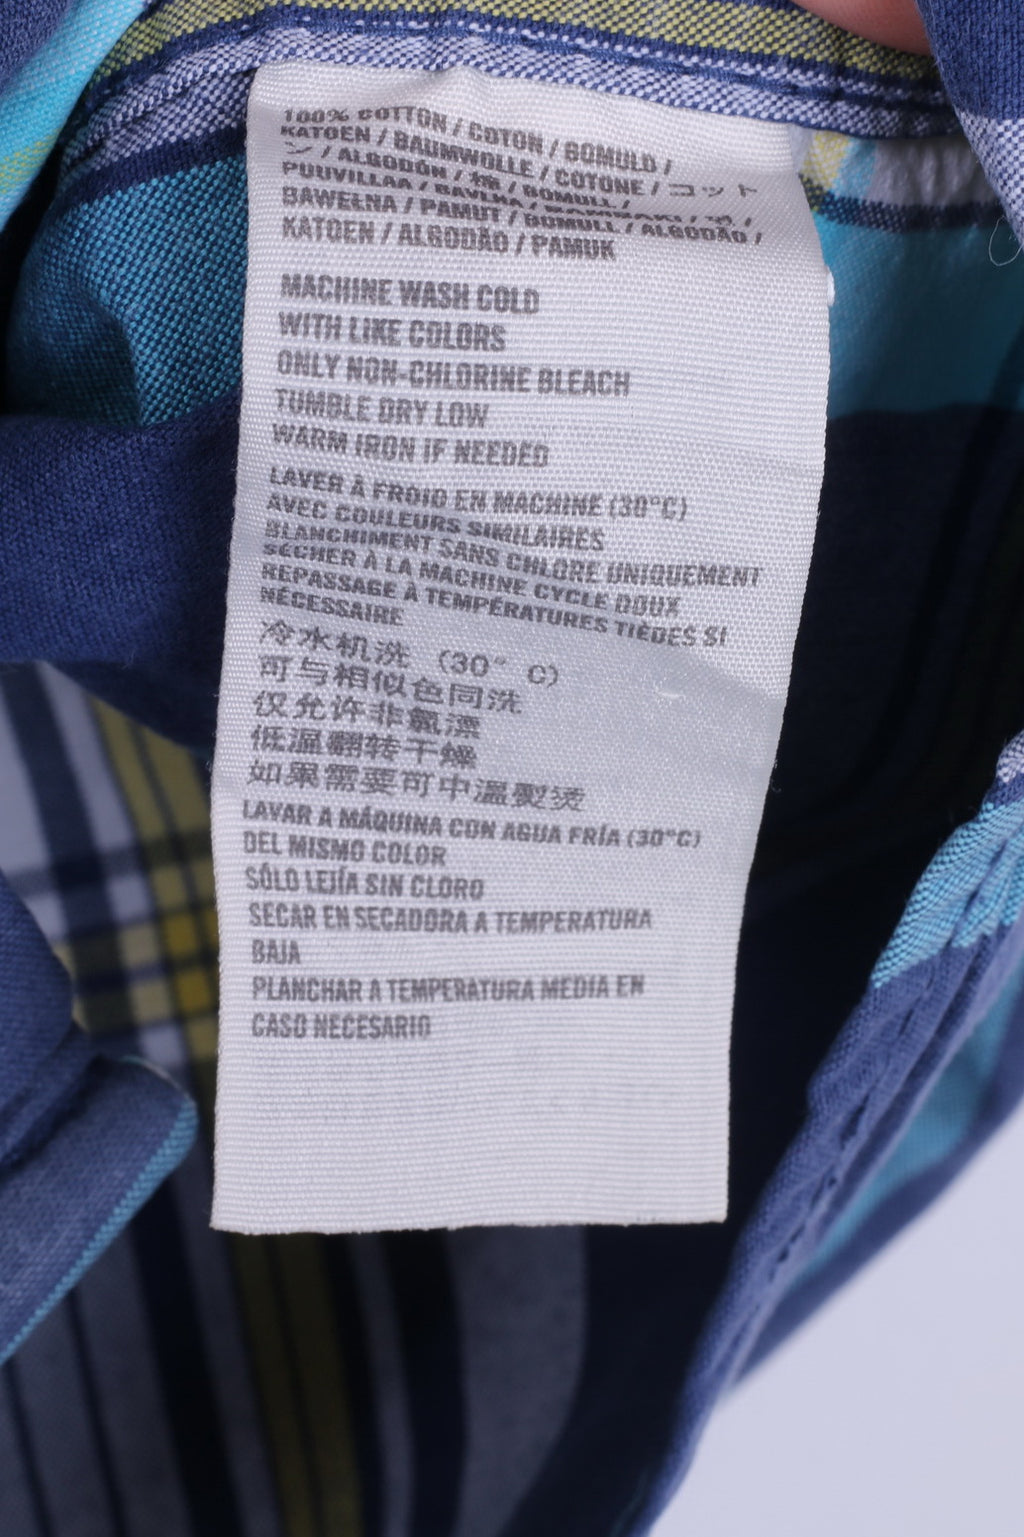 100% COTTON / COTON / BOMULD /
KATOEN / BAUMWOLLE / COTONE / コット
ン / ALGODÓN / 棉 / BOMULL /
PUUVILLAA / BAVLNA /
BAWEŁNA / PAMUT / BOMULL / ALGODÃO /
KATOEN / ALGODÃO / PAMUK
MACHINE WASH COLD
WITH LIKE COLORS
ONLY NON-CHLORINE BLEACH
TUMBLE DRY LOW
WARM IRON IF NEEDED
LAVER À FROID EN MACHINE (30°C)
AVEC COULEURS SIMILAIRES
BLANCHIMENT SANS CHLORE UNIQUEMENT
SÉCHER À LA MACHINE CYCLE DOUX
REPASSAGE À TEMPÉRATURES TIÈDES SI
NÉCESSAIRE
冷水机洗 (30° C)
可与相似色同洗
仅允许非氧漂
低温翻转干燥
如果需要可中温熨烫
LAVAR A MÁQUINA CON AGUA FRÍA (30°C)
DEL MISMO COLOR
SÓLO LEJÍA SIN CLORO
SECAR EN SECADORA A TEMPERATURA
BAJA
PLANCHAR A TEMPERATURA MEDIA EN
CASO NECESARIO